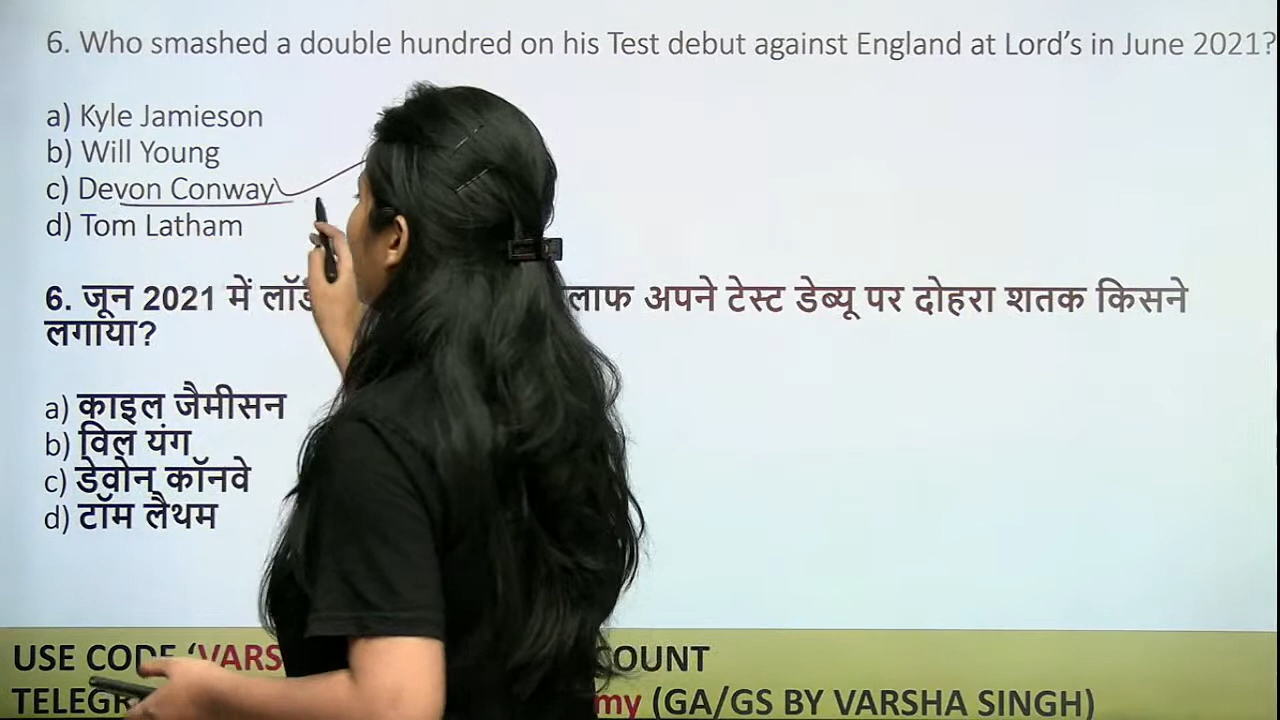 6. Who smashed a double hundred on his Test debut against England at Lord’s in June 2021?
a) Kyle Jamieson
b) Will Young
c) Devon Conway
d) Tom Latham
6. जून 2021 में अपने टेस्ट डेब्यू पर दोहरा शतक किसने
लगाया?
a) काइल जैमीसन
b) विल यंग
c) डेवोन कॉनवे
d) टॉम लैथम
USE CODE
(GA/GS BY VARSHA SINGH)